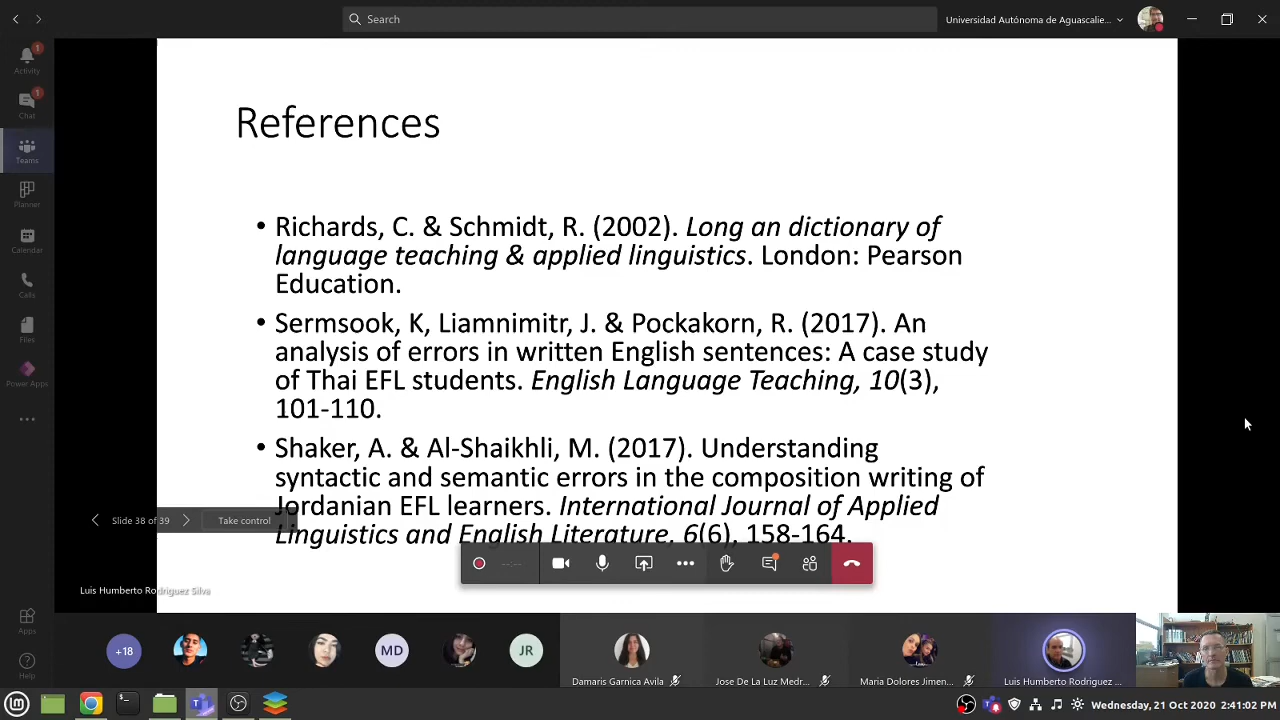 Search
Universidad Autónoma de Aguascalie...
1
Activity
1
Chat
Teams
Planner
Calendar
Calls
Files
Power Apps
Apps
Help
References
• Richards, C. & Schmidt, R. (2002). Long an dictionary of
language teaching & applied linguistics. London: Pearson
Education.
• Sermsook, K, Liamnimitr, J. & Pockakorn, R. (2017). An
analysis of errors in written English sentences: A case study
of Thai EFL students. English Language Teaching, 10(3),
101-110.
• Shaker, A. & Al-Shaikhli, M. (2017). Understanding
syntactic and semantic errors in the composition writing of
Jordanian EFL learners. International Journal of Applied
Linguistics and English Literature, 6(6), 158-164.
Slide 38 of 39
Take control
--:--
Luis Humberto Rodriguez Silva
+18
MD
JR
Damaris Garnica Avila
Jose De La Luz Medr...
Maria Dolores Jimen...
Luis Humberto Rodriguez ...
Wednesday, 21 Oct 2020 2:41:02 PM